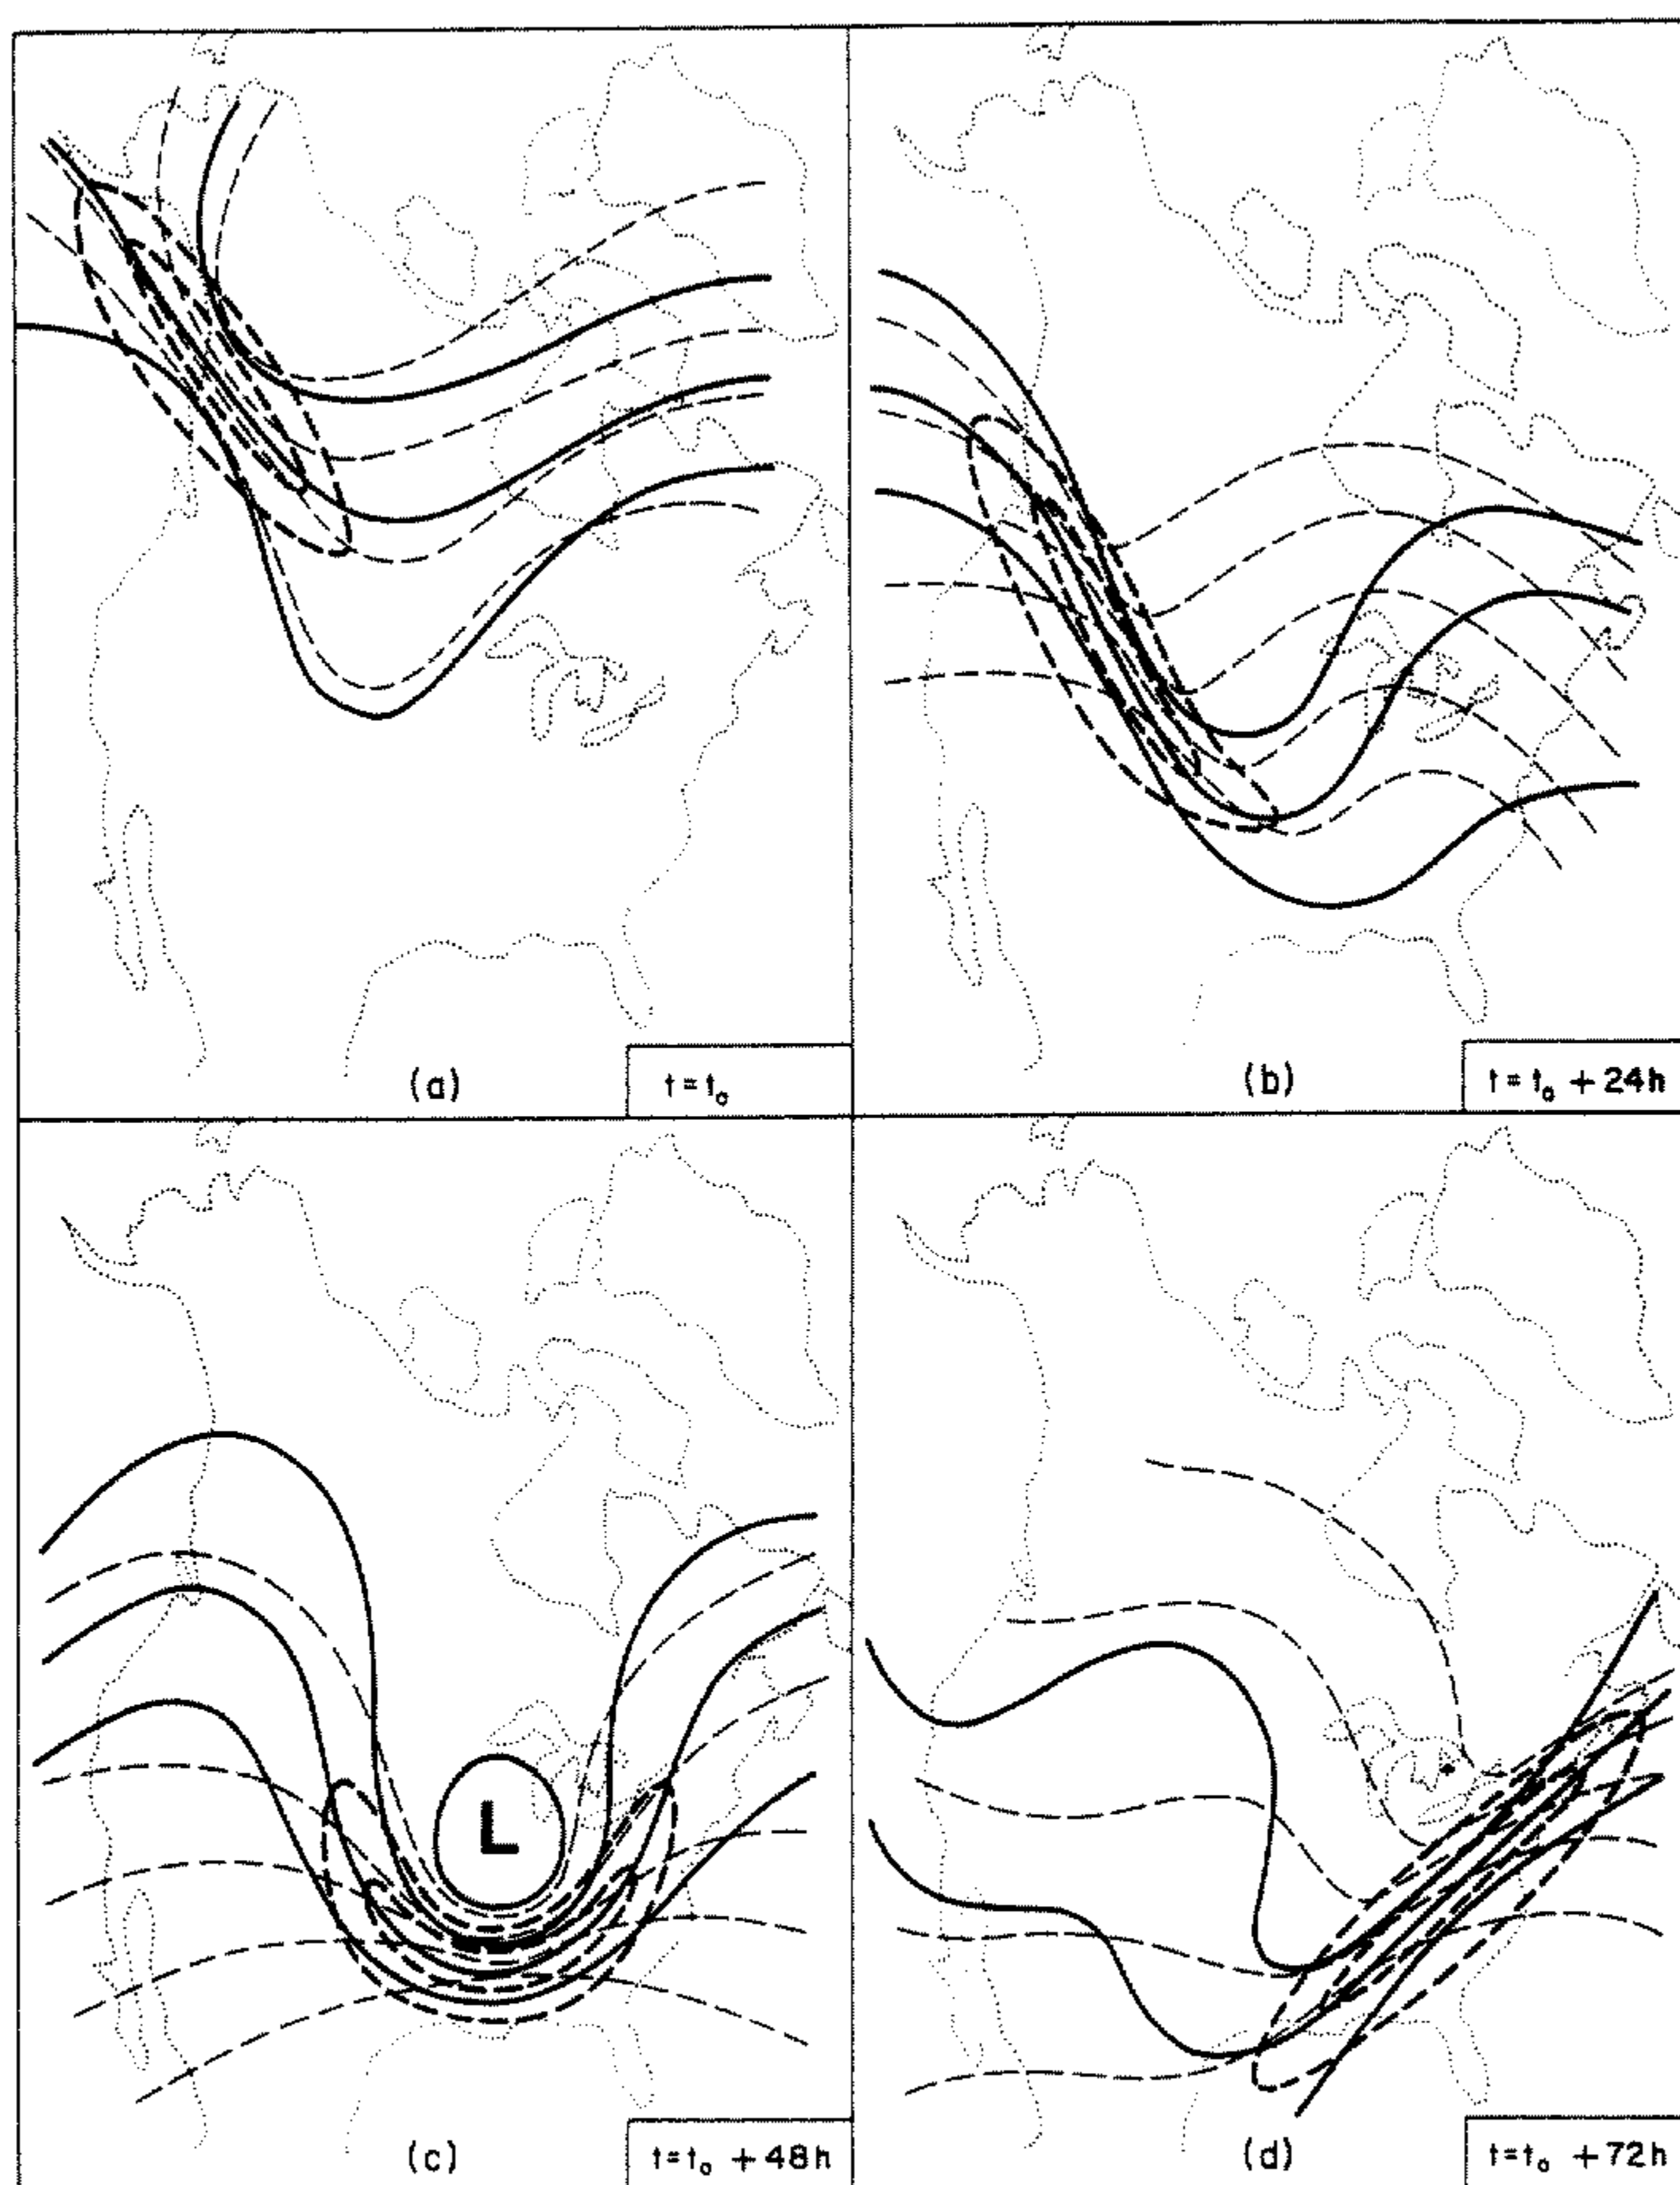 (a)
t = t₀
(b)
t = t₀ + 24h
L
(c)
t = t₀ + 48h
(d)
t = t₀ + 72h